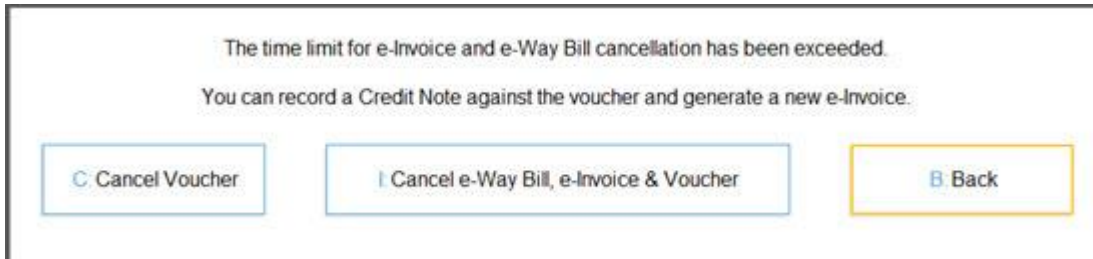 The time limit for e-Invoice and e-Way Bill cancellation has been exceeded.
You can record a Credit Note against the voucher and generate a new e-Invoice.
C: Cancel Voucher
I: Cancel e-Way Bill, e-Invoice & Voucher
B: Back